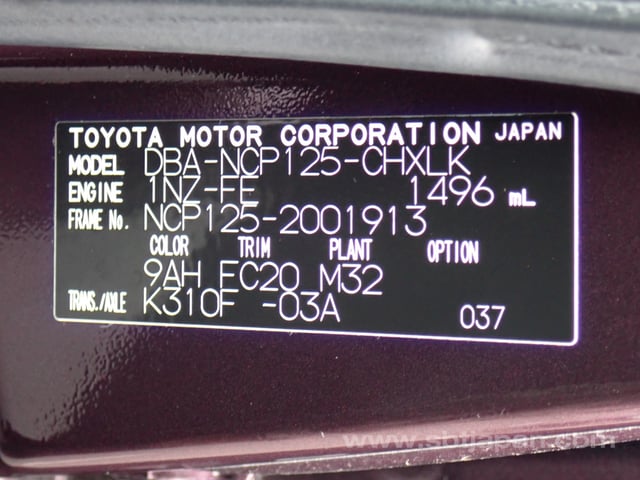 TOYOTA MOTOR CORPORATION JAPAN
MODEL DBA-NCP125-CHXLK
ENGINE 1NZ-FE 1496 mL
FRAME No. NCP125-2001913
COLOR TRIM PLANT OPTION
9AH FC20 M32
TRANS./AXLE K310F -03A
037
www.sbtjapan.com